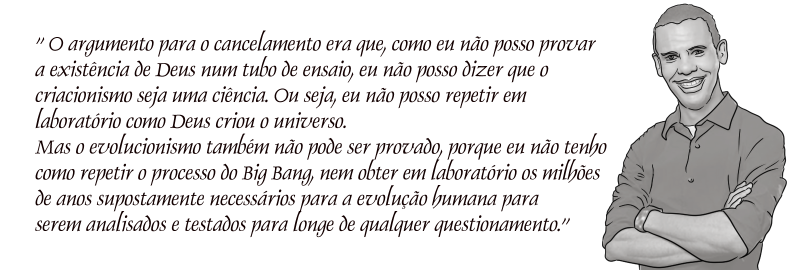 ” O argumento para o cancelamento era que, como eu não posso provar
a existência de Deus num tubo de ensaio, eu não posso dizer que o
criacionismo seja uma ciência. Ou seja, eu não posso repetir em
laboratório como Deus criou o universo.
Mas o evolucionismo também não pode ser provado, porque eu não tenho
como repetir o processo do Big Bang, nem obter em laboratório os milhões
de anos supostamente necessários para a evolução humana para
serem analisados e testados para longe de qualquer questionamento.”